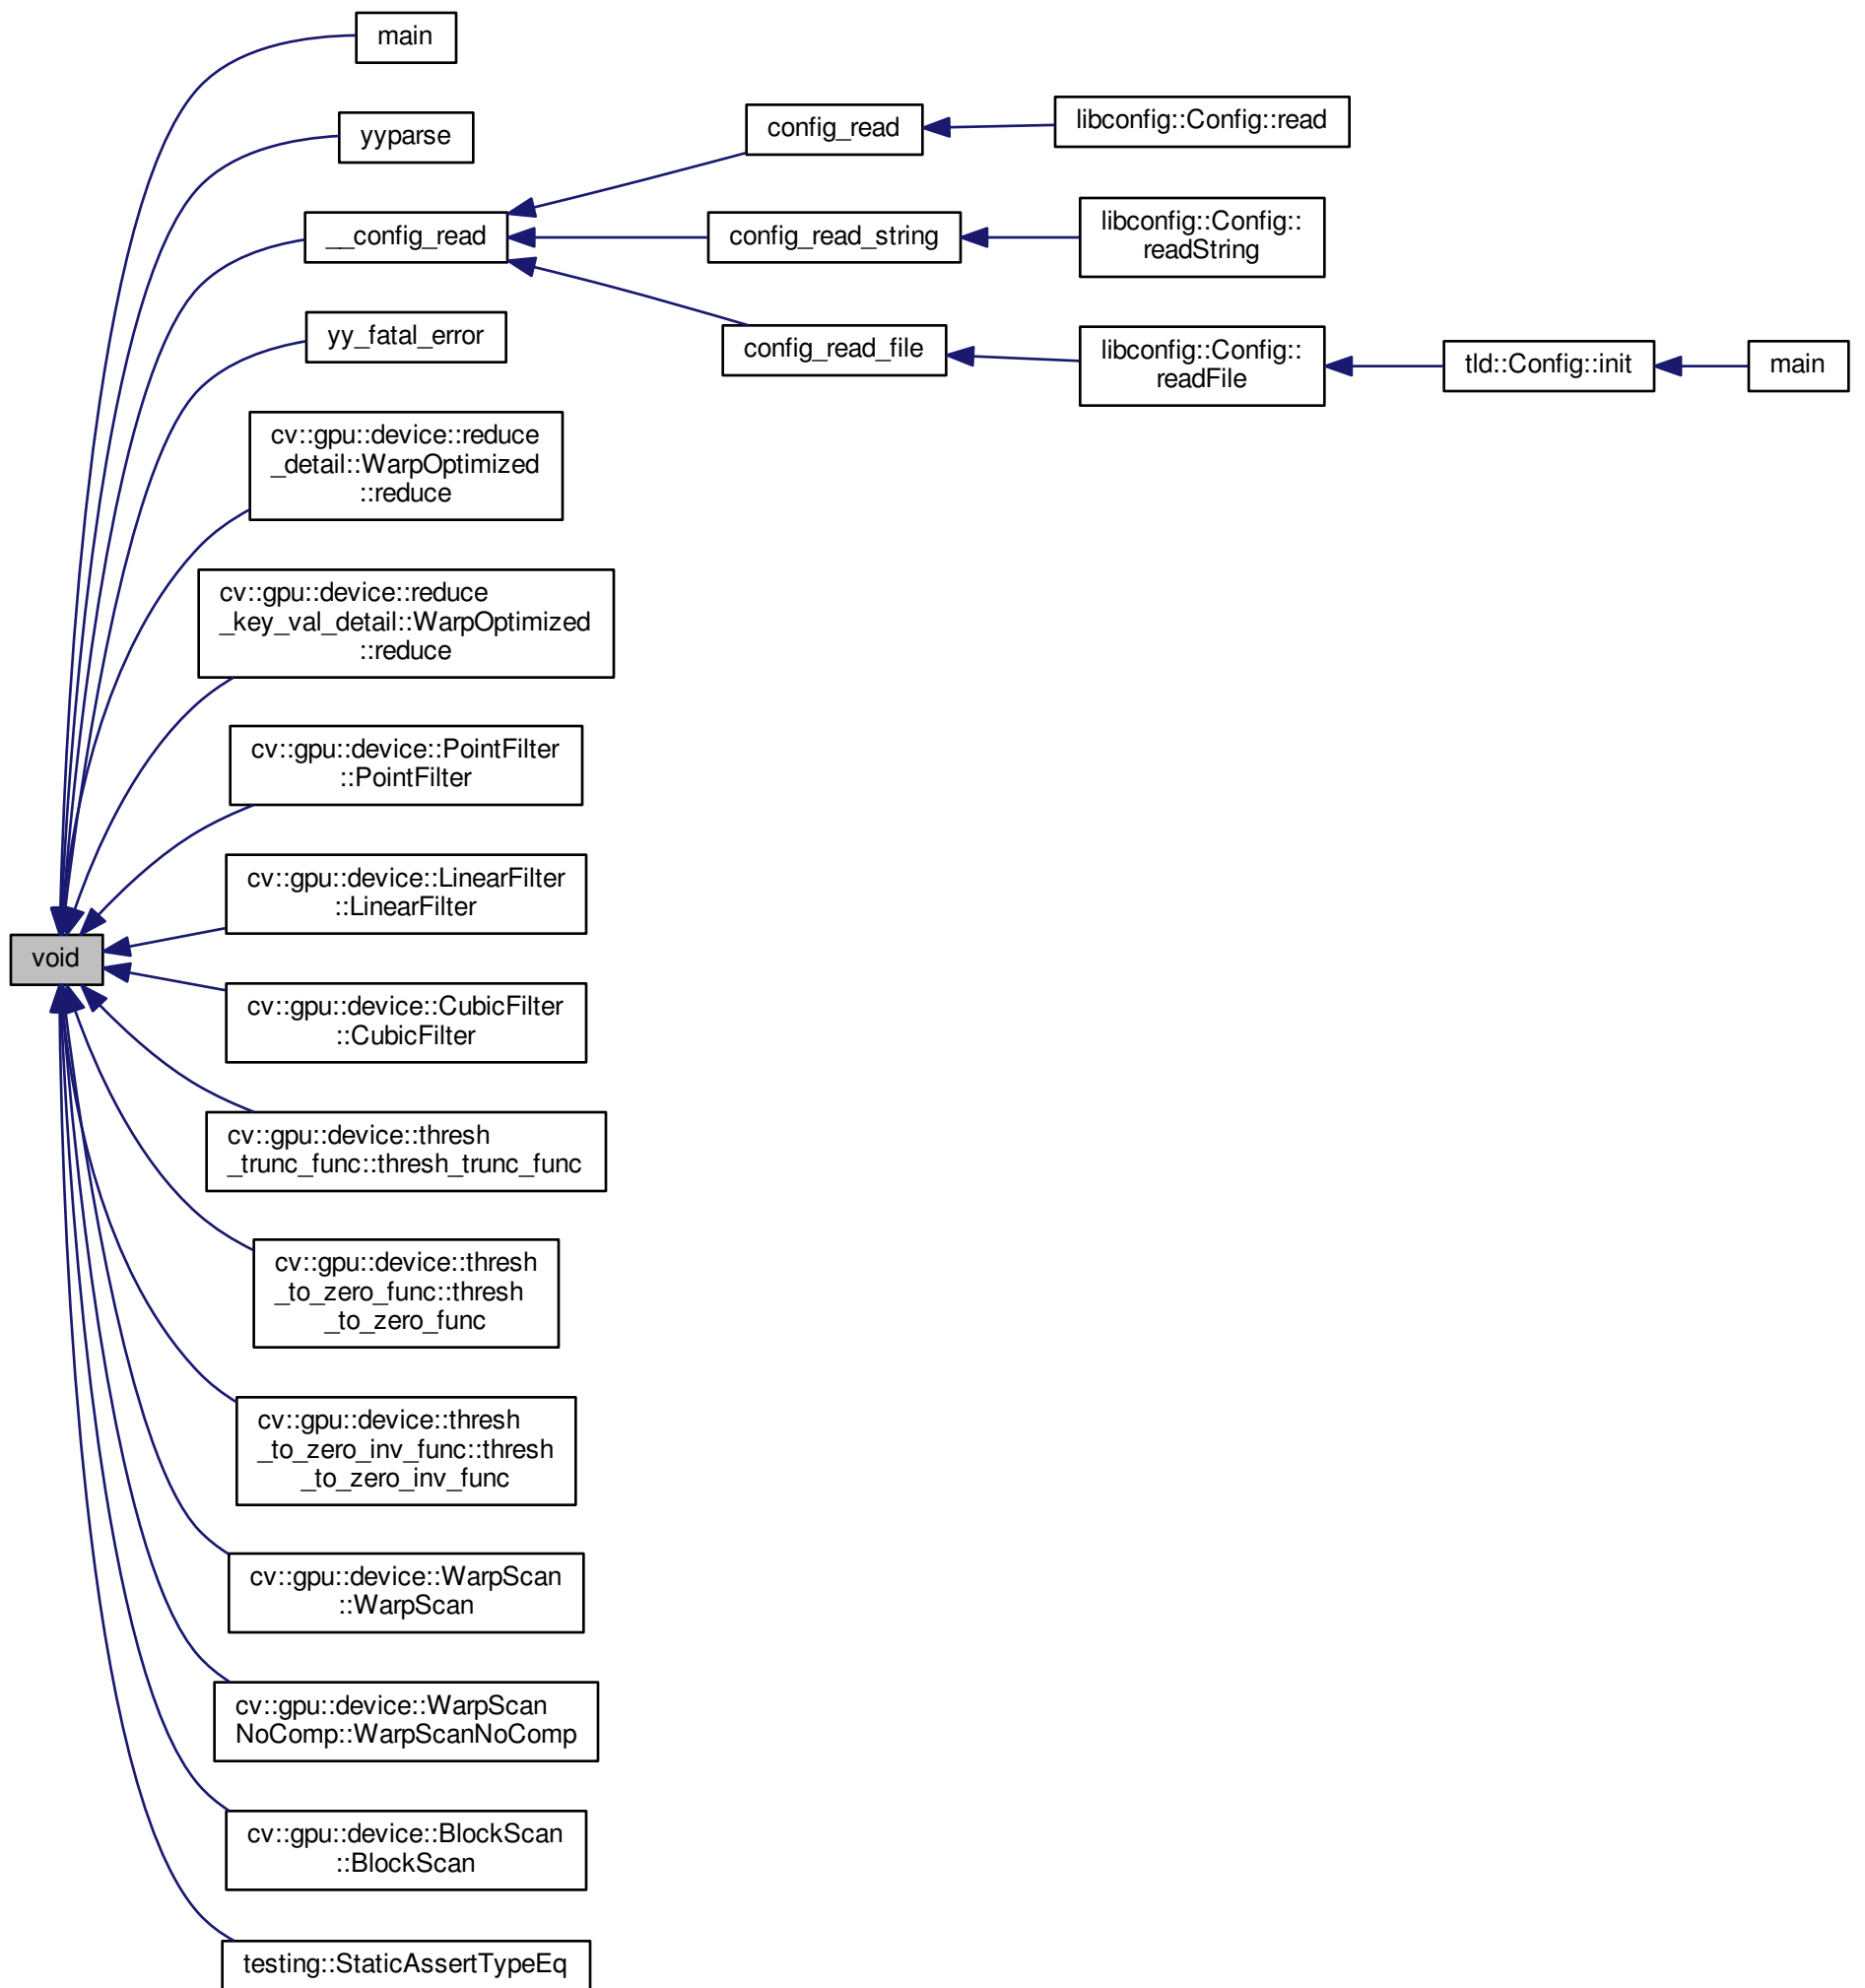 main
yyparse
config_read
libconfig::Config::read
__config_read
config_read_string
libconfig::Config::
readString
yy_fatal_error
config_read_file
libconfig::Config::
readFile
tld::Config::init
main
cv::gpu::device::reduce
_detail::WarpOptimized
::reduce
cv::gpu::device::reduce
_key_val_detail::WarpOptimized
::reduce
cv::gpu::device::PointFilter
::PointFilter
cv::gpu::device::LinearFilter
::LinearFilter
void
cv::gpu::device::CubicFilter
::CubicFilter
cv::gpu::device::thresh
_trunc_func::thresh_trunc_func
cv::gpu::device::thresh
_to_zero_func::thresh
_to_zero_func
cv::gpu::device::thresh
_to_zero_inv_func::thresh
_to_zero_inv_func
cv::gpu::device::WarpScan
::WarpScan
cv::gpu::device::WarpScan
NoComp::WarpScanNoComp
cv::gpu::device::BlockScan
::BlockScan
testing::StaticAssertTypeEq